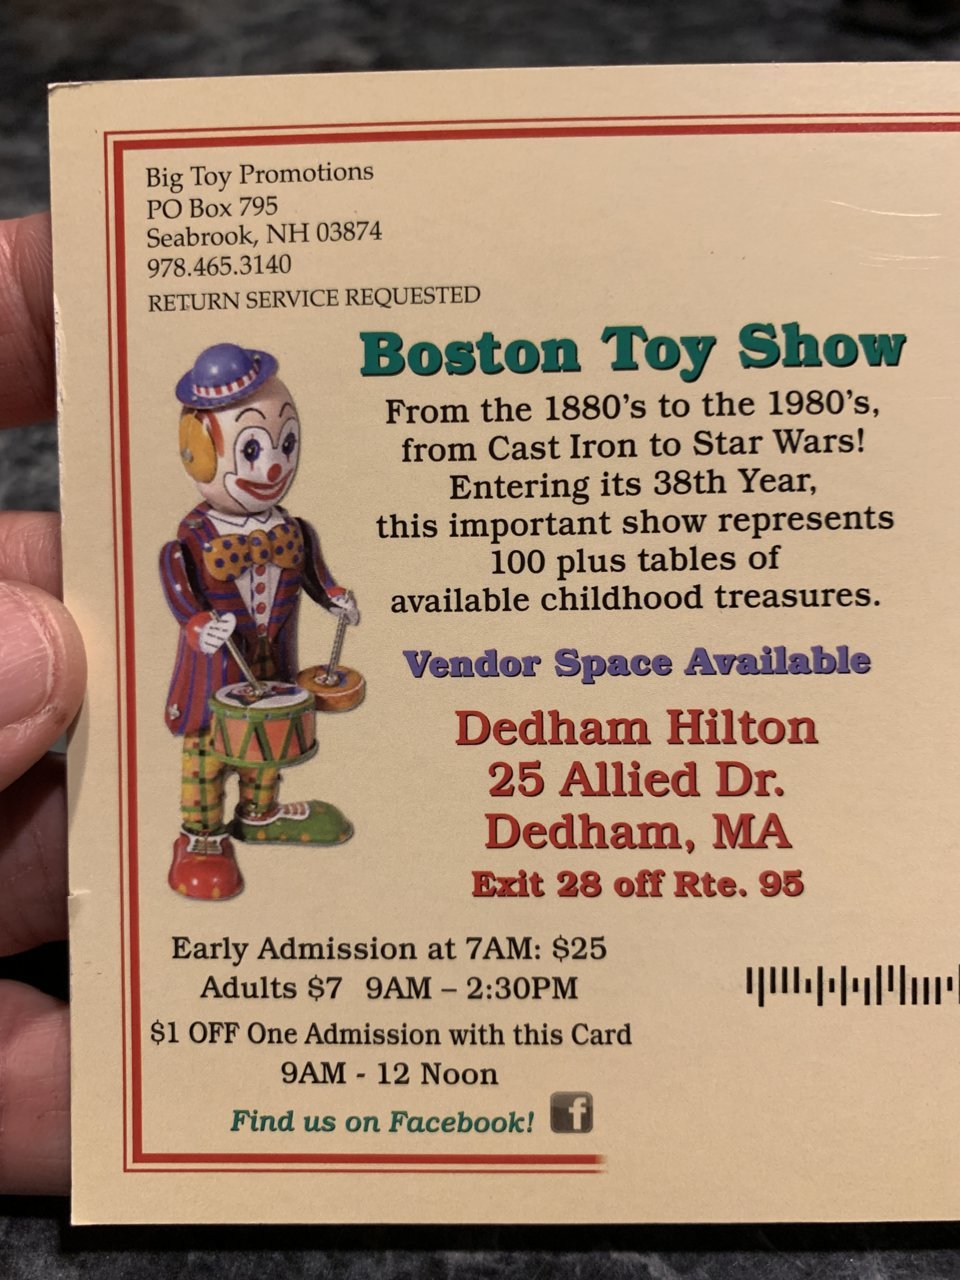 Big Toy Promotions
PO Box 795
Seabrook, NH 03874
978.465.3140
RETURN SERVICE REQUESTED
Boston Toy Show
From the 1880's to the 1980's,
from Cast Iron to Star Wars!
Entering its 38th Year,
this important show represents
100 plus tables of
available childhood treasures.
Vendor Space Available
Dedham Hilton
25 Allied Dr.
Dedham, MA
Exit 28 off Rte. 95
Early Admission at 7AM: $25
Adults $7 9AM – 2:30PM
$1 OFF One Admission with this Card
9AM - 12 Noon
Find us on Facebook! f